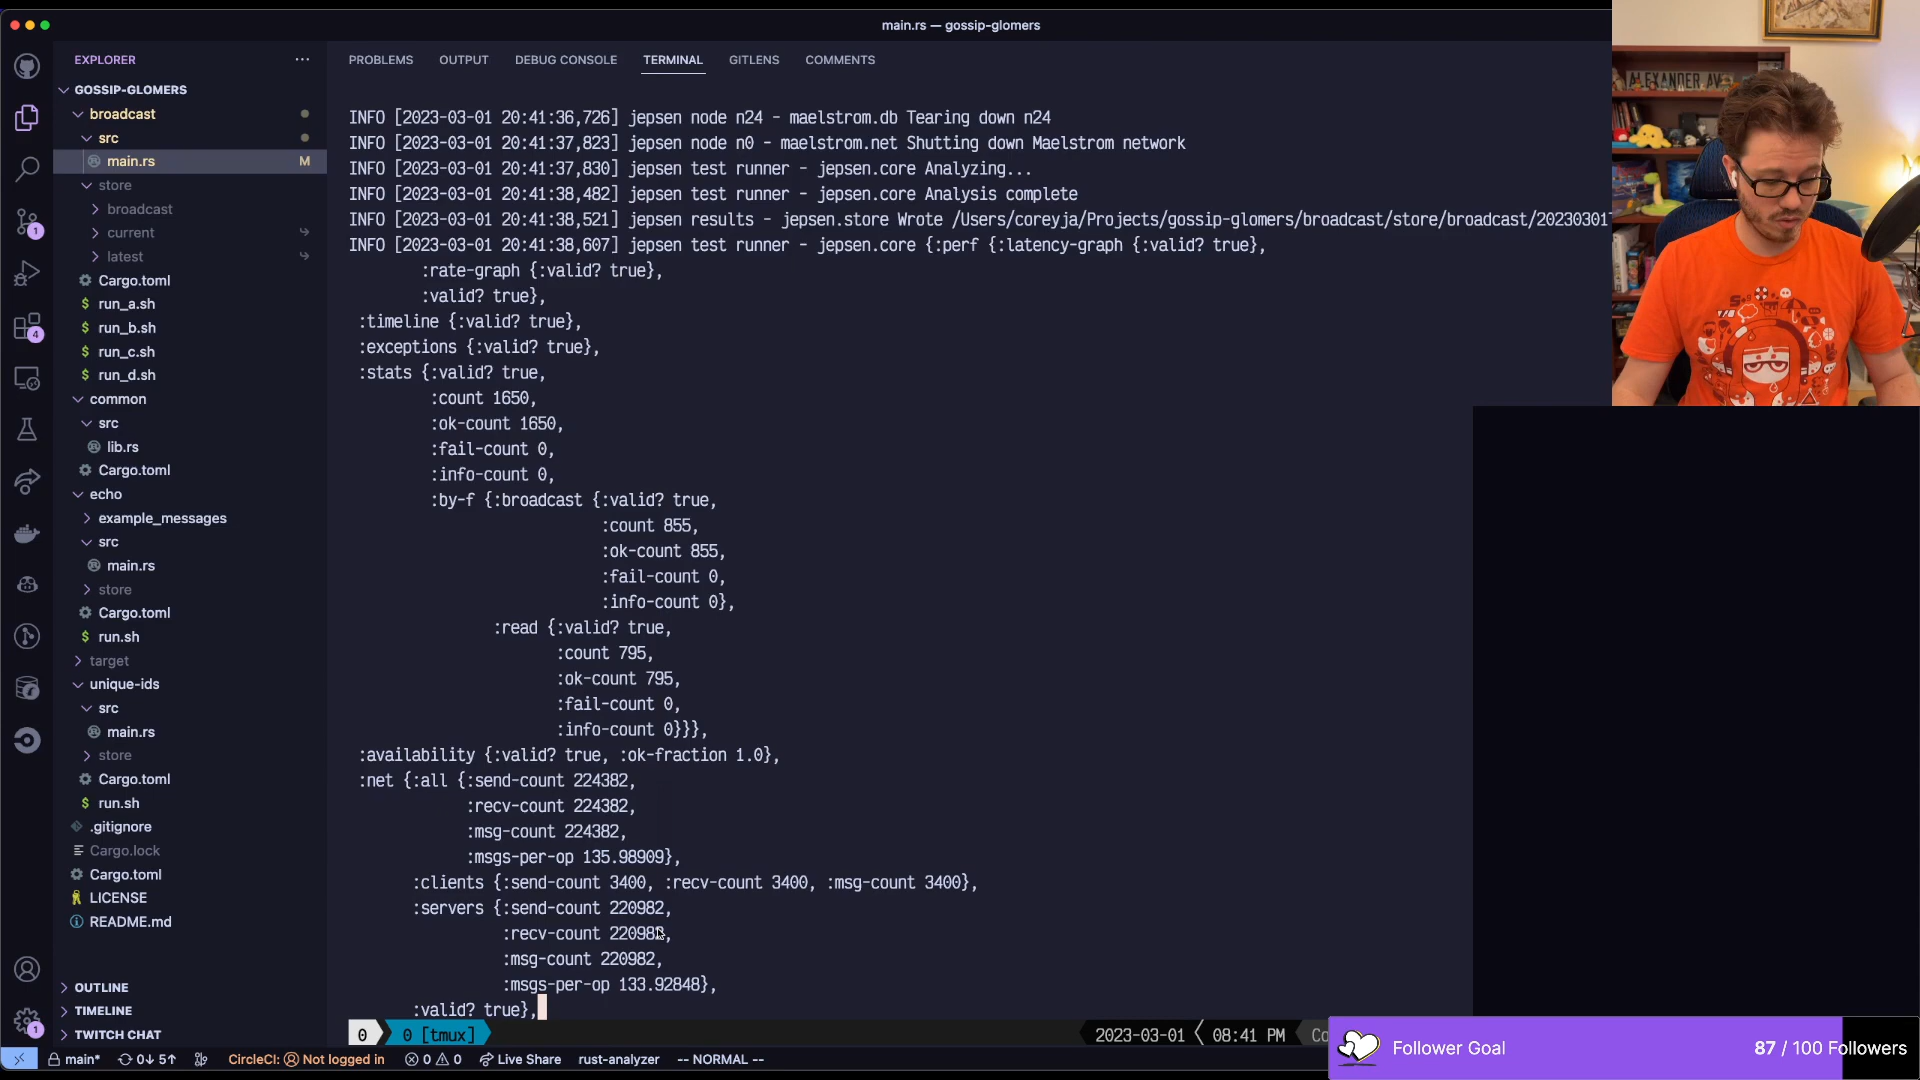 main.rs — gossip-glomers
EXPLORER
PROBLEMS OUTPUT DEBUG CONSOLE TERMINAL GITLENS COMMENTS
GOSSIP-GLOMERS
broadcast
src
main.rs M
store
broadcast
current
latest
Cargo.toml
run_a.sh
run_b.sh
run_c.sh
run_d.sh
common
src
lib.rs
Cargo.toml
echo
example_messages
src
main.rs
store
Cargo.toml
run.sh
target
unique-ids
src
main.rs
store
Cargo.toml
run.sh
.gitignore
Cargo.lock
Cargo.toml
LICENSE
README.md
OUTLINE
TIMELINE
TWITCH CHAT
1
4
1
INFO [2023-03-01 20:41:36,726] jepsen node n24 - maelstrom.db Tearing down n24
INFO [2023-03-01 20:41:37,823] jepsen node n0 - maelstrom.net Shutting down Maelstrom network
INFO [2023-03-01 20:41:37,830] jepsen test runner - jepsen.core Analyzing...
INFO [2023-03-01 20:41:38,482] jepsen test runner - jepsen.core Analysis complete
INFO [2023-03-01 20:41:38,521] jepsen results - jepsen.store Wrote /Users/coreyja/Projects/gossip-glomers/broadcast/store/broadcast/20230301
INFO [2023-03-01 20:41:38,607] jepsen test runner - jepsen.core {:perf {:latency-graph {:valid? true},
:rate-graph {:valid? true},
:valid? true},
:timeline {:valid? true},
:exceptions {:valid? true},
:stats {:valid? true,
:count 1650,
:ok-count 1650,
:fail-count 0,
:info-count 0,
:by-f {:broadcast {:valid? true,
:count 855,
:ok-count 855,
:fail-count 0,
:info-count 0},
:read {:valid? true,
:count 795,
:ok-count 795,
:fail-count 0,
:info-count 0}}},
:availability {:valid? true, :ok-fraction 1.0},
:net {:all {:send-count 224382,
:recv-count 224382,
:msg-count 224382,
:msgs-per-op 135.98909},
:clients {:send-count 3400, :recv-count 3400, :msg-count 3400},
:servers {:send-count 220982,
:recv-count 220982,
:msg-count 220982,
:msgs-per-op 133.92848},
:valid? true},
0 0 [tmux] 2023-03-01 08:41 PM Co
main* 0↓ 5↑ CircleCI: Not logged in 0 0 Live Share rust-analyzer -- NORMAL --
ALEXANDER AV
Follower Goal 87 / 100 Followers